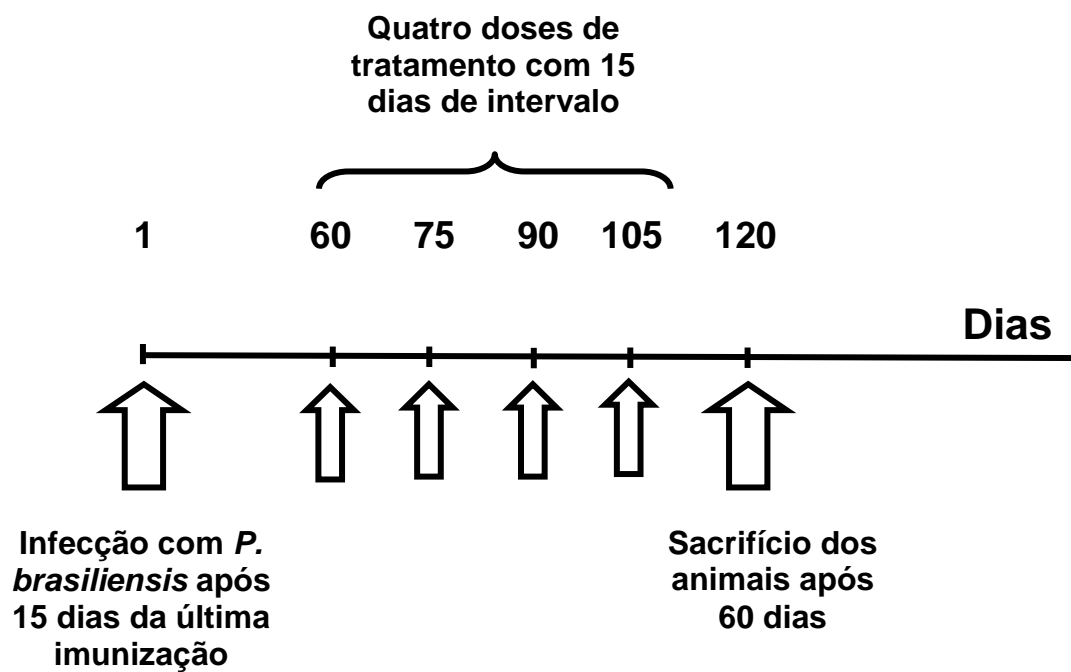 Quatro doses de
tratamento com 15
dias de intervalo
1 60 75 90 105 120
Dias
Infecção com P.
brasiliensis após
15 dias da última
imunização
Sacrifício dos
animais após
60 dias